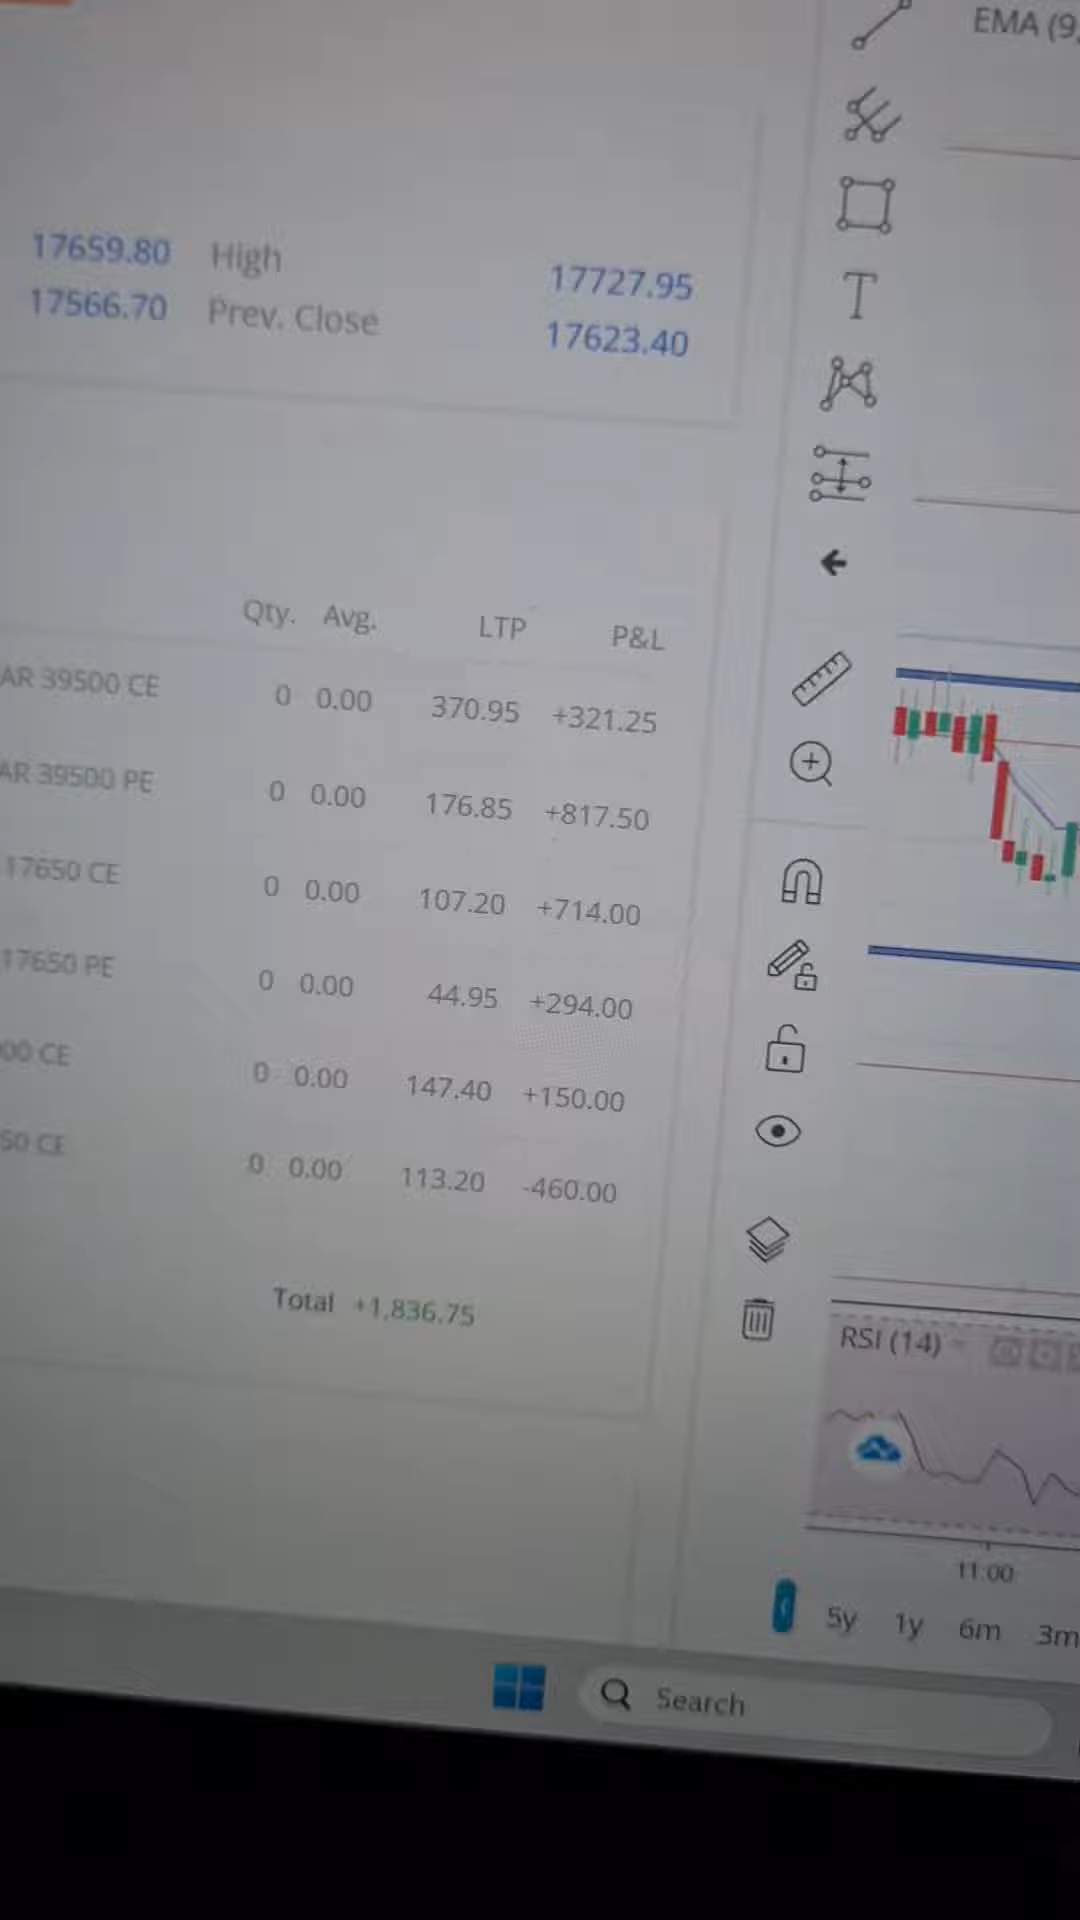 EMA (9,
17659.80 High 17727.95
17566.70 Prev. Close 17623.40
Qty. Avg. LTP P&L
AR 39500 CE 0 0.00 370.95 +321.25
AR 39500 PE 0 0.00 176.85 +817.50
17650 CE 0 0.00 107.20 +714.00
17650 PE 0 0.00 44.95 +294.00
00 CE 0 0.00 147.40 +150.00
50 CE 0 0.00 113.20 -460.00
Total +1,836.75
T
RSI (14)
11:00
5y 1y 6m 3m
Search